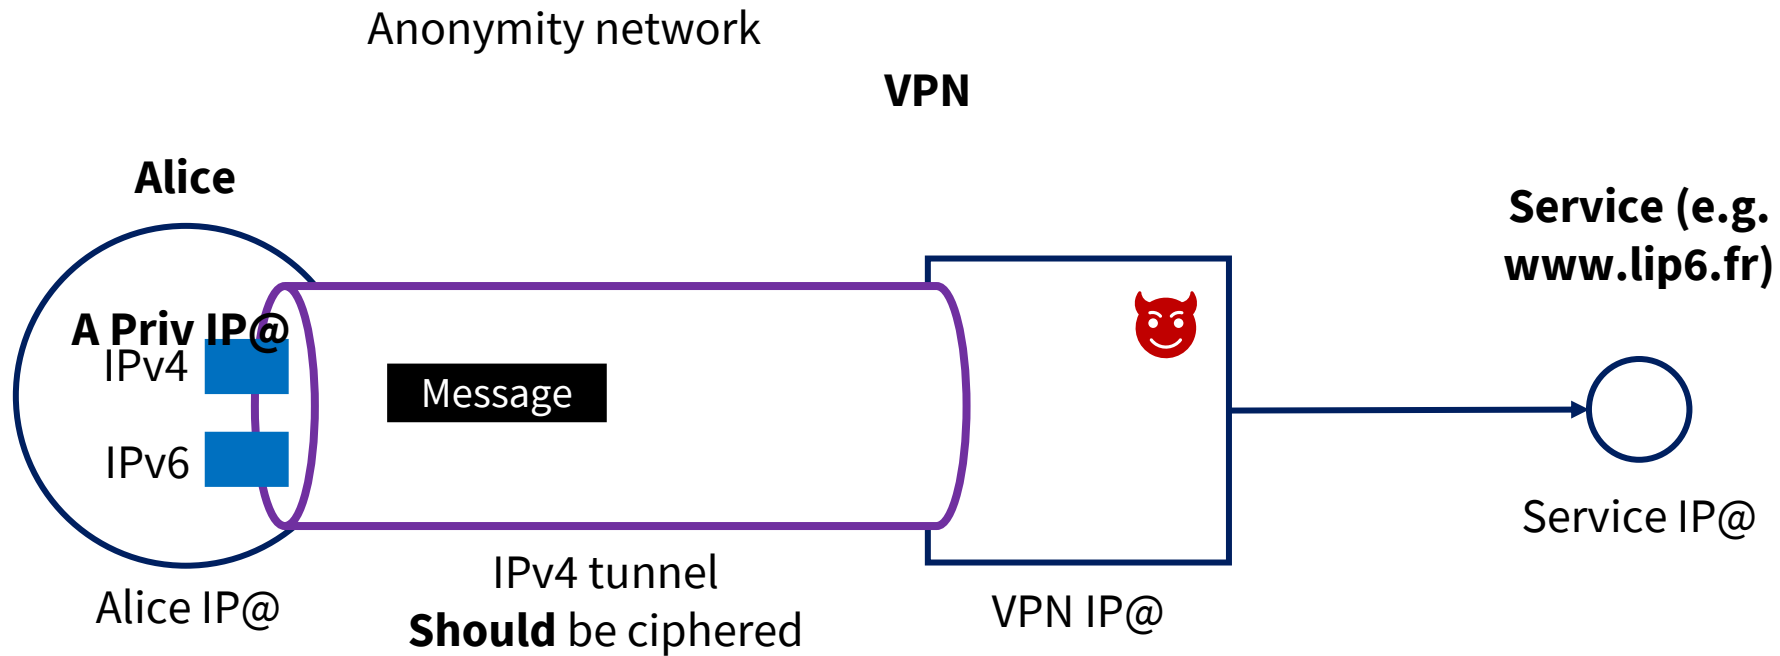 Anonymity network
VPN
Alice
Service (e.g.
www.lip6.fr)
A Priv IP@
IPv4
Message
IPv6
Service IP@
IPv4 tunnel
Should be ciphered
Alice IP@
VPN IP@